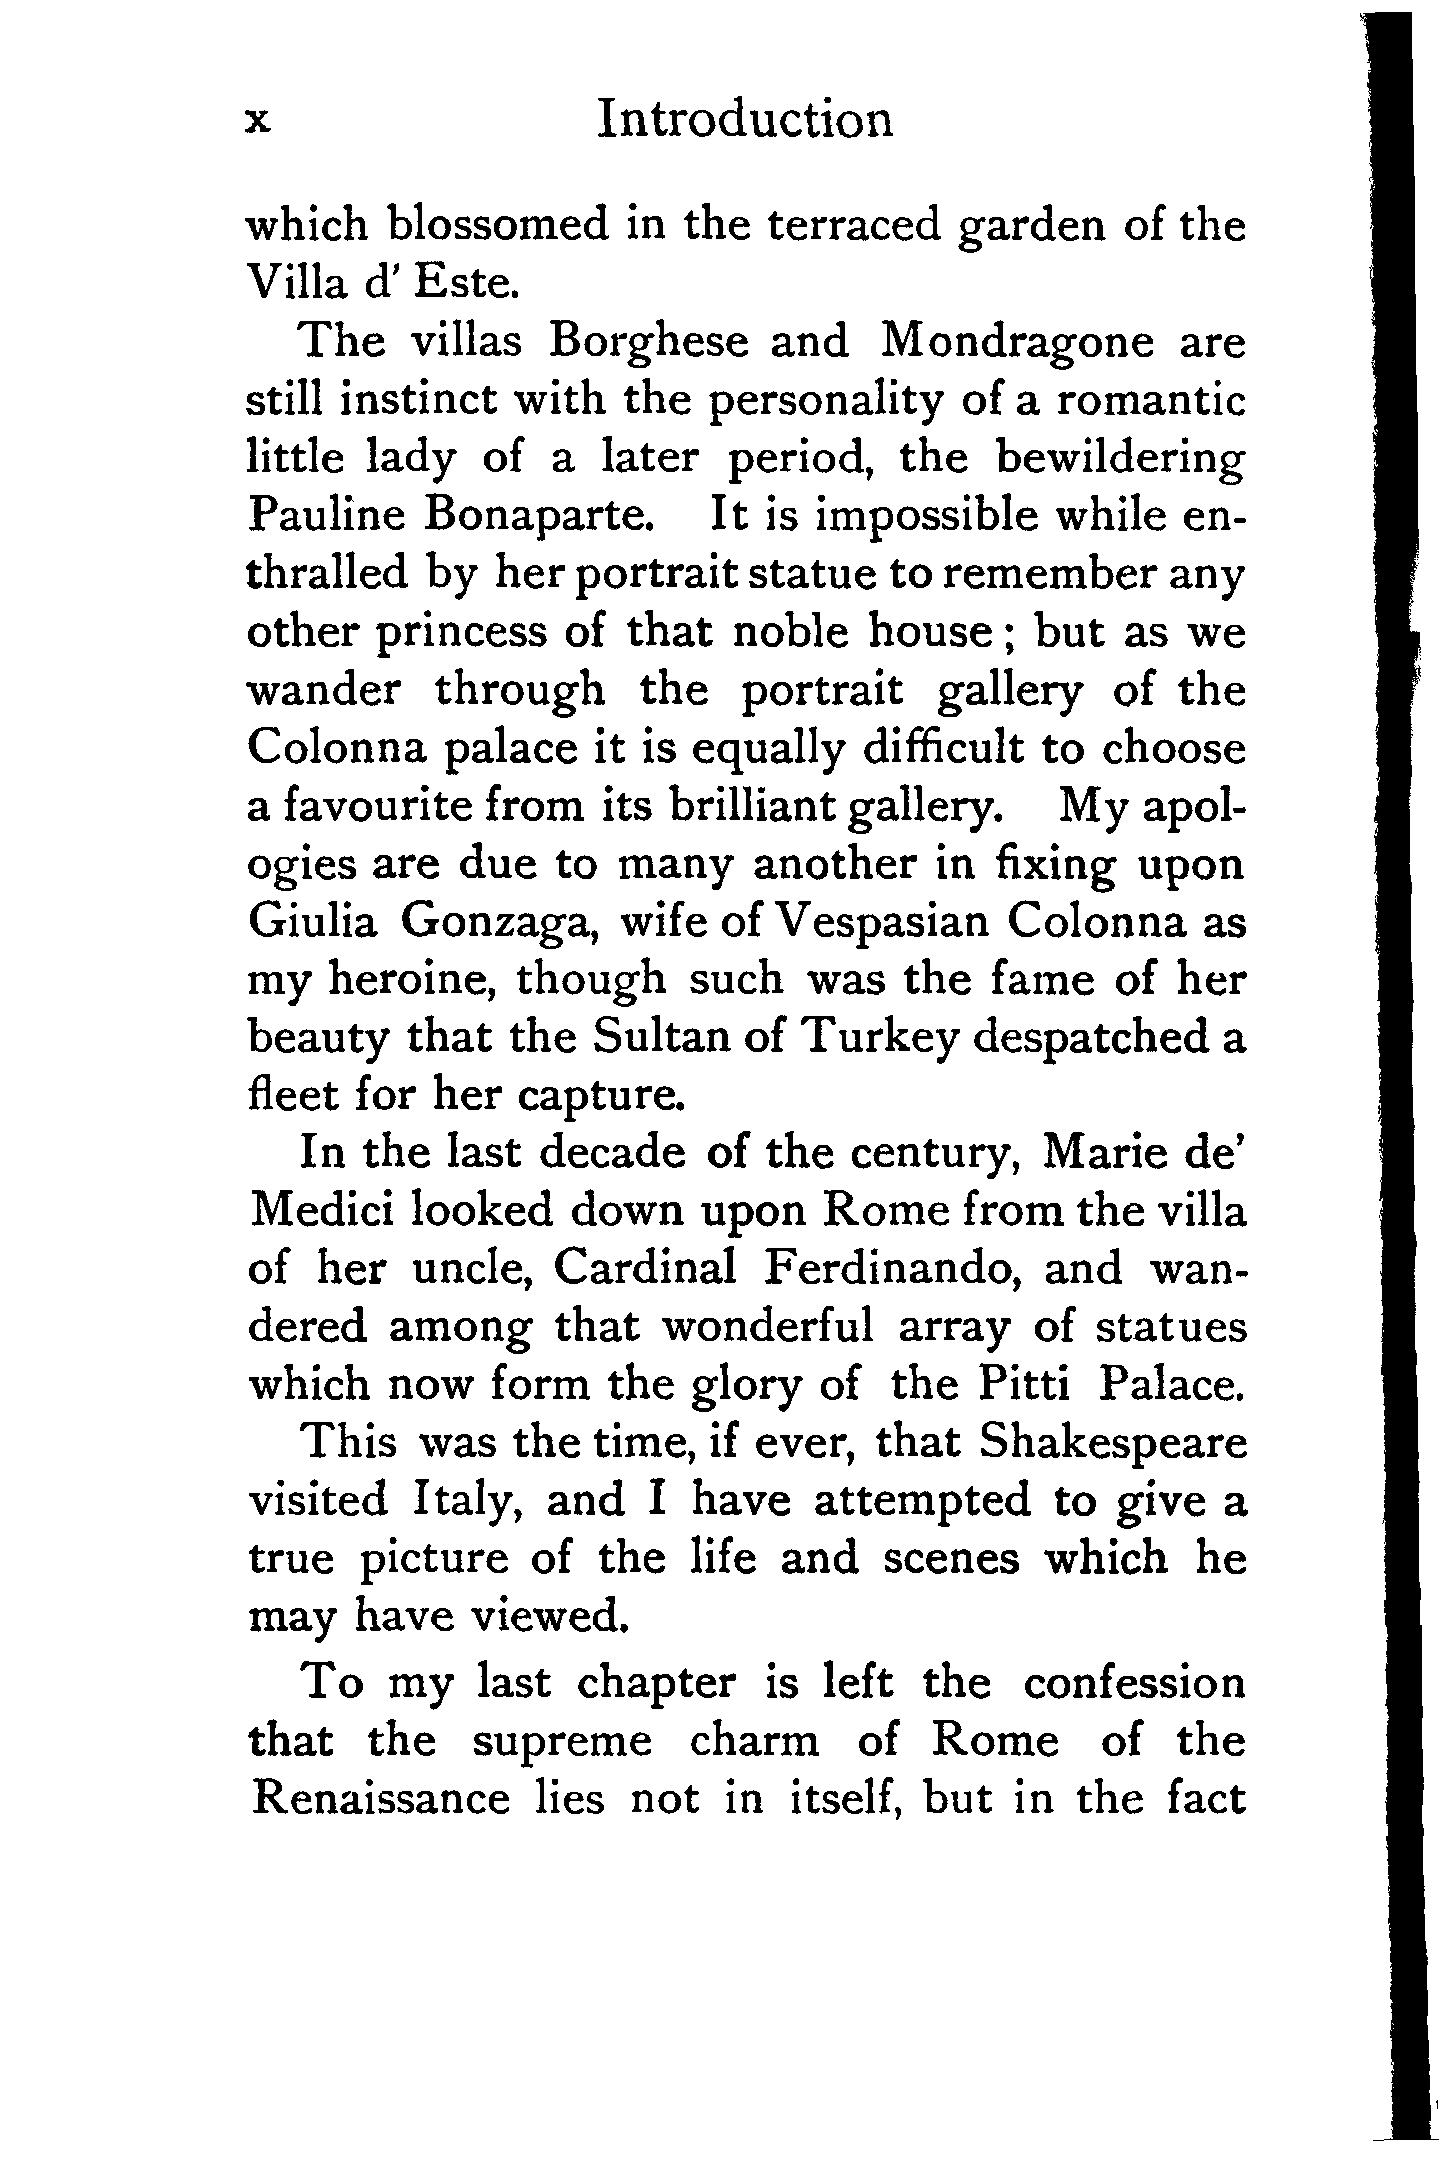 x Introduction
which blossomed in the terraced garden of the
Villa d' Este.
The villas Borghese and Mondragone are
still instinct with the personality of a romantic
little lady of a later period, the bewildering
Pauline Bonaparte. It is impossible while en-
thralled by her portrait statue to remember any
other princess of that noble house; but as we
wander through the portrait gallery of the
Colonna palace it is equally difficult to choose
a favourite from its brilliant gallery. My apol-
ogies are due to many another in fixing upon
Giulia Gonzaga, wife of Vespasian Colonna as
my heroine, though such was the fame of her
beauty that the Sultan of Turkey despatched a
fleet for her capture.
In the last decade of the century, Marie de'
Medici looked down upon Rome from the villa
of her uncle, Cardinal Ferdinando, and wan-
dered among that wonderful array of statues
which now form the glory of the Pitti Palace.
This was the time, if ever, that Shakespeare
visited Italy, and I have attempted to give a
true picture of the life and scenes which he
may have viewed.
To my last chapter is left the confession
that the supreme charm of Rome of the
Renaissance lies not in itself, but in the fact